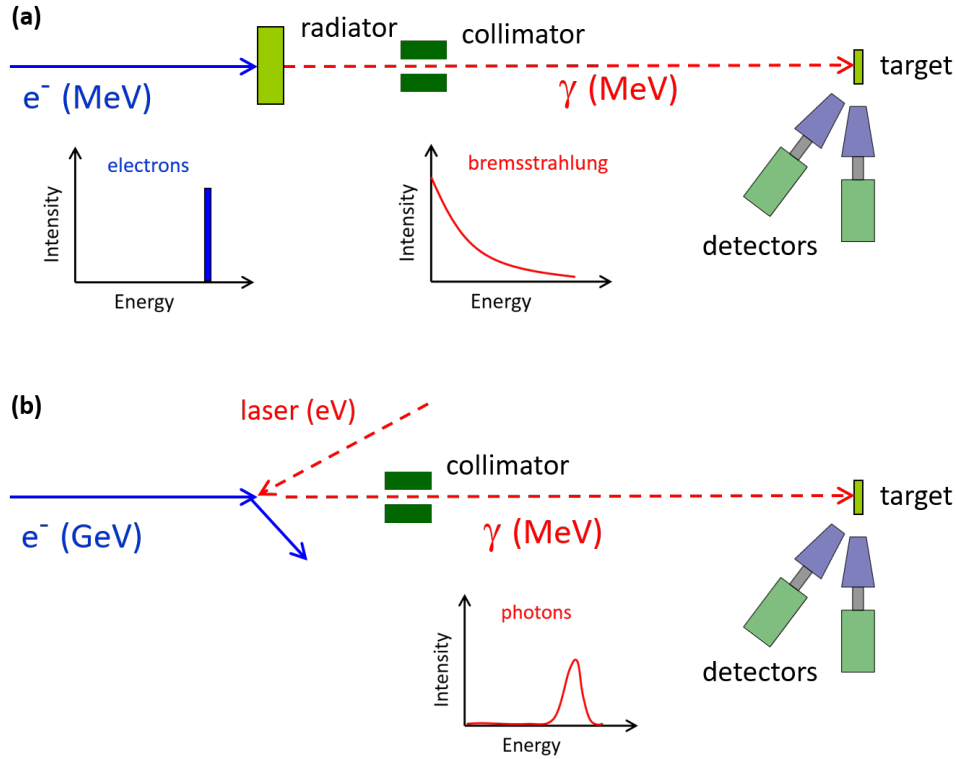 (a)
radiator
collimator
target
e⁻ (MeV)
γ (MeV)
electrons
Intensity
Energy
bremsstrahlung
Intensity
Energy
detectors
(b)
laser (eV)
collimator
target
e⁻ (GeV)
γ (MeV)
photons
Intensity
Energy
detectors